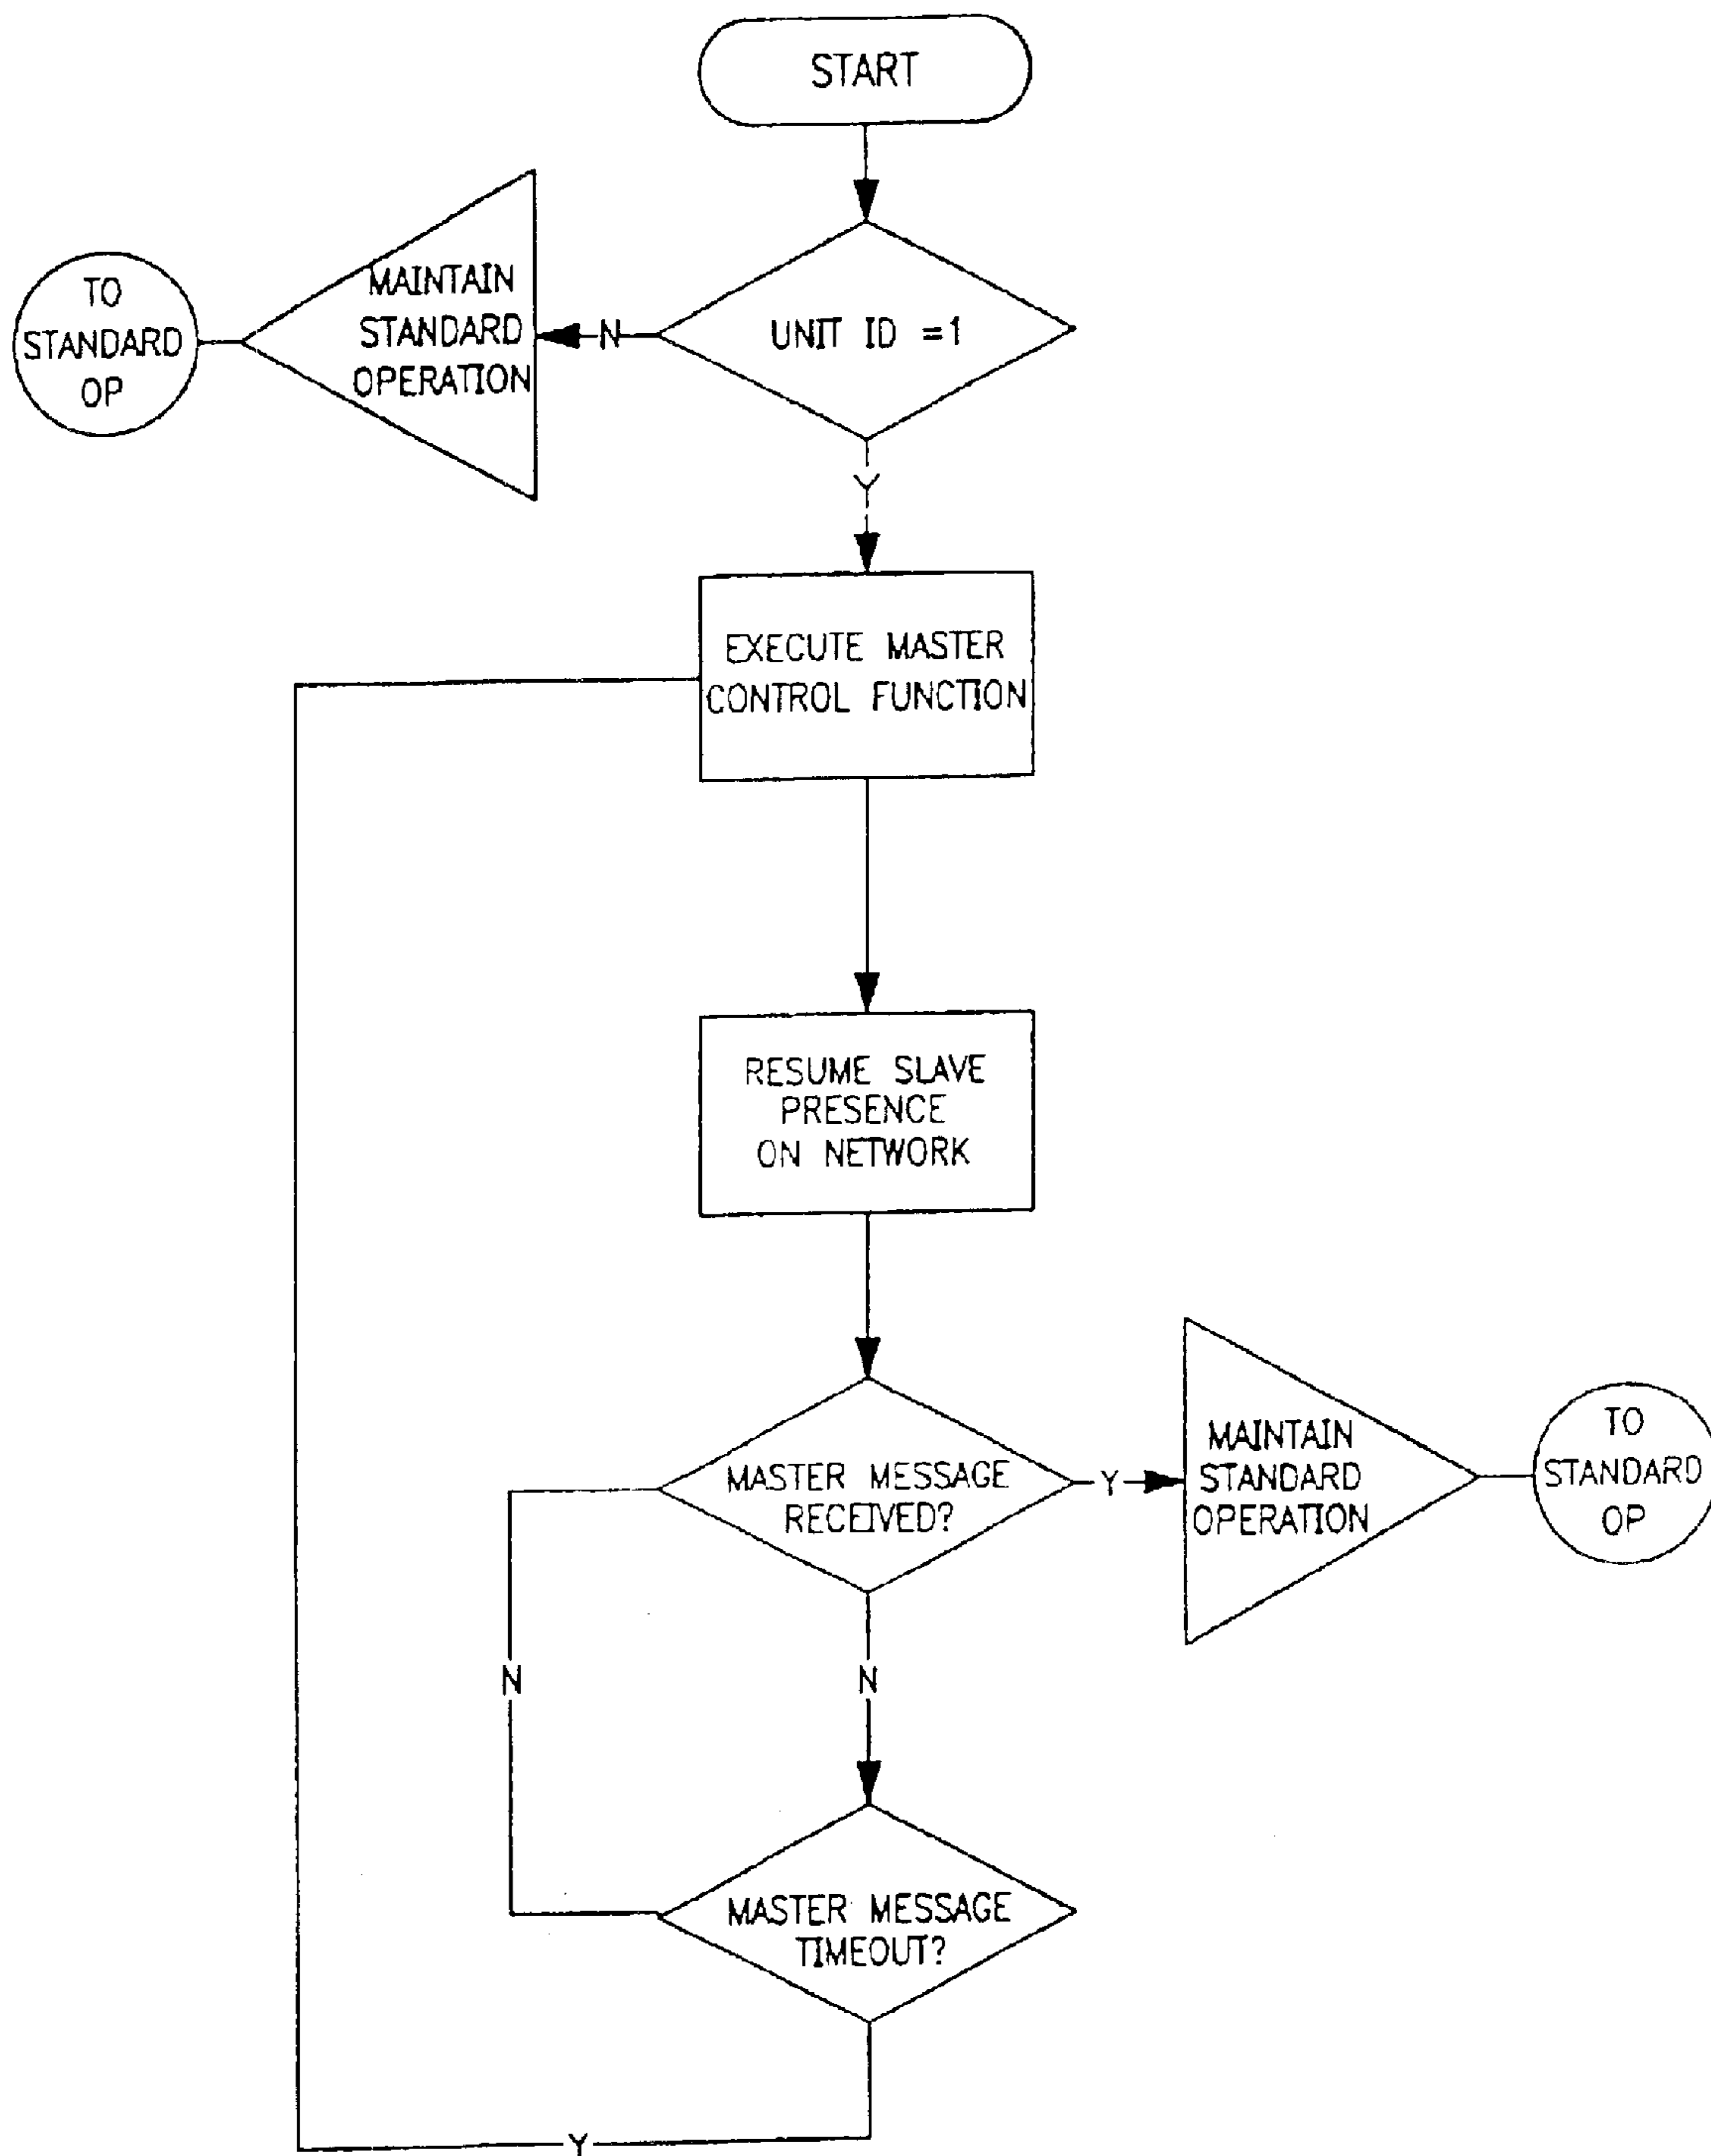 START
TO
STANDARD
OP
MAINTAIN
STANDARD
OPERATION
N
UNIT ID =1
Y
EXECUTE MASTER
CONTROL FUNCTION
RESUME SLAVE
PRESENCE
ON NETWORK
MASTER MESSAGE
RECEIVED?
Y
MAINTAIN
STANDARD
OPERATION
TO
STANDARD
OP
N
N
MASTER MESSAGE
TIMEOUT?
Y